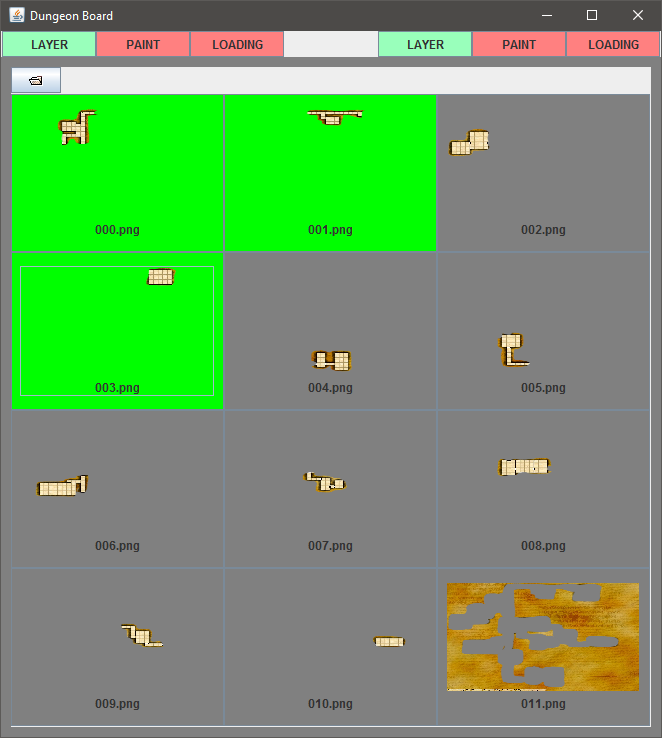 Dungeon Board
LAYER PAINT LOADING LAYER PAINT LOADING
000.png 001.png 002.png
003.png 004.png 005.png
006.png 007.png 008.png
009.png 010.png 011.png